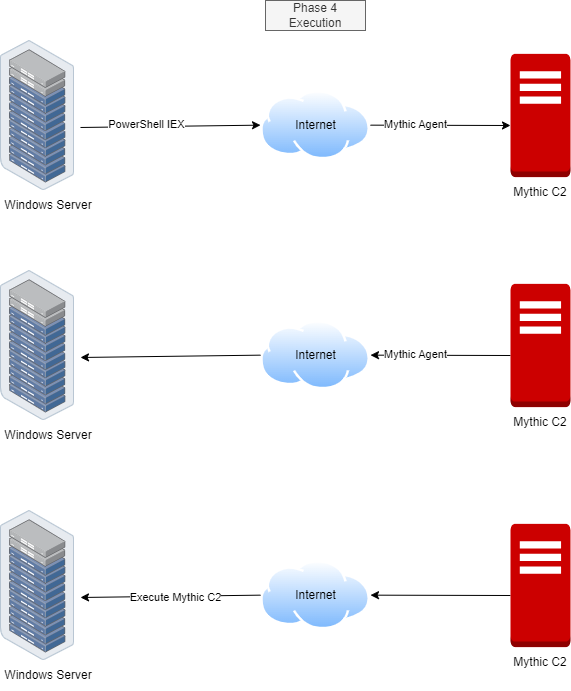 Phase 4
Execution
PowerShell IEX
Internet
Mythic Agent
Windows Server
Mythic C2
Internet
Mythic Agent
Windows Server
Mythic C2
Execute Mythic C2
Internet
Windows Server
Mythic C2